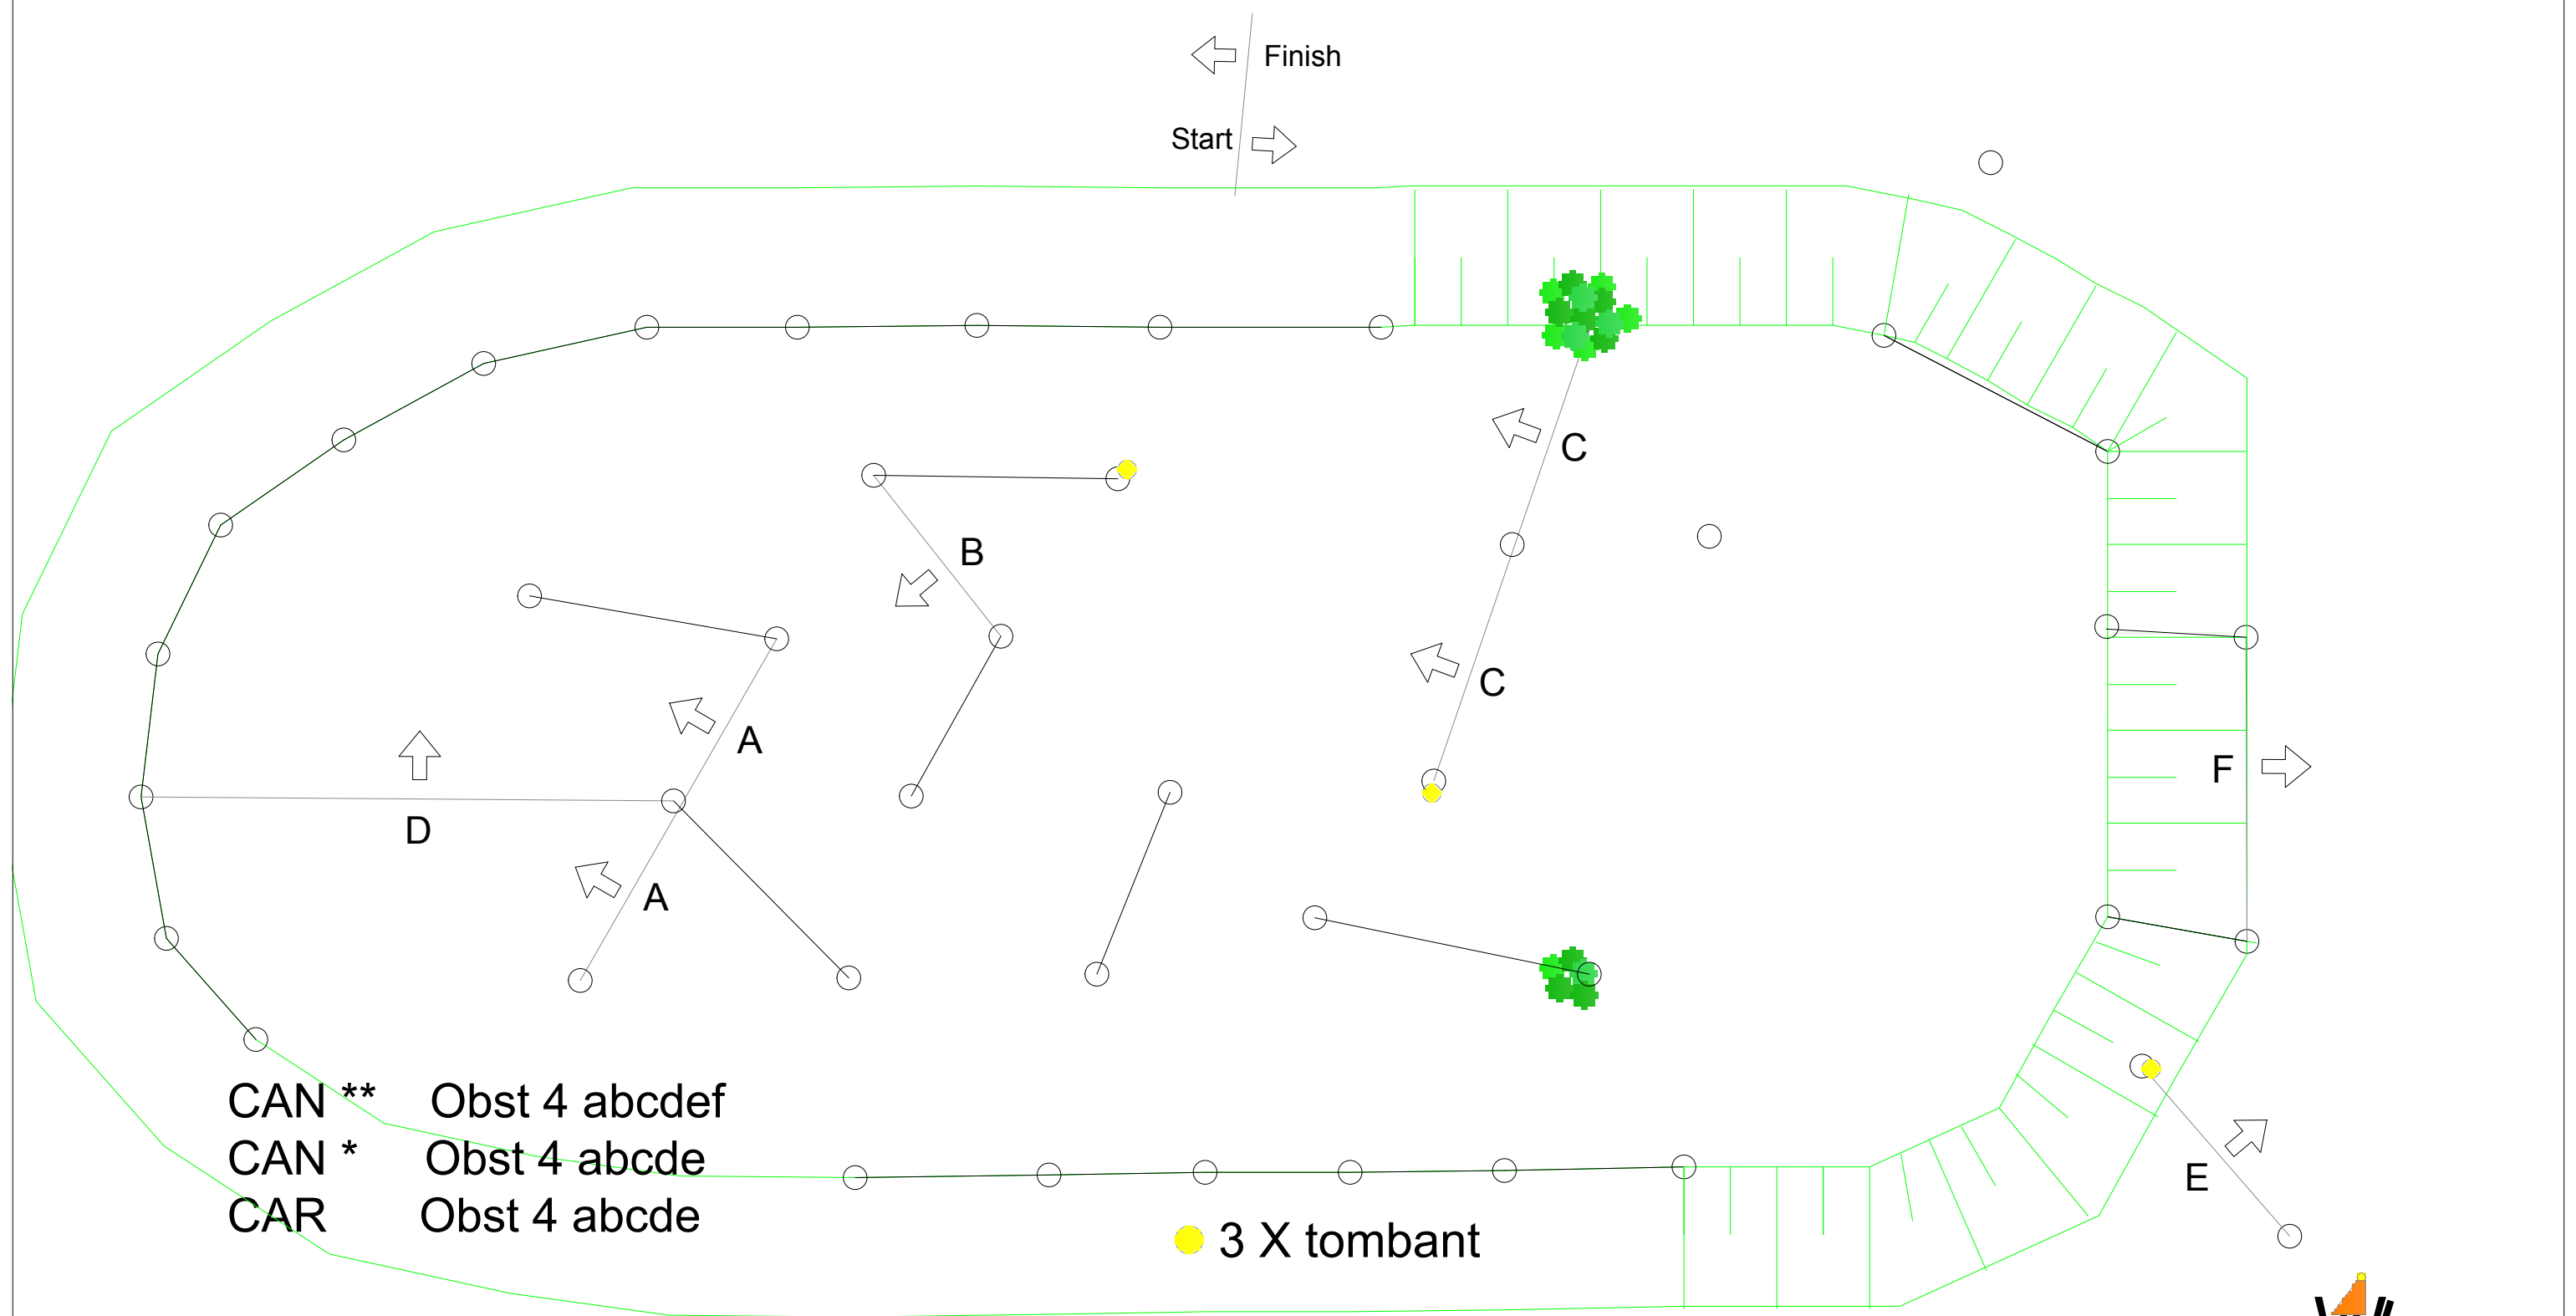 Finish
Start
C
B
C
A
F
D
A
E
CAN ** Obst 4 abcdef
CAN * Obst 4 abcde
CAR Obst 4 abcde
3 X tombant